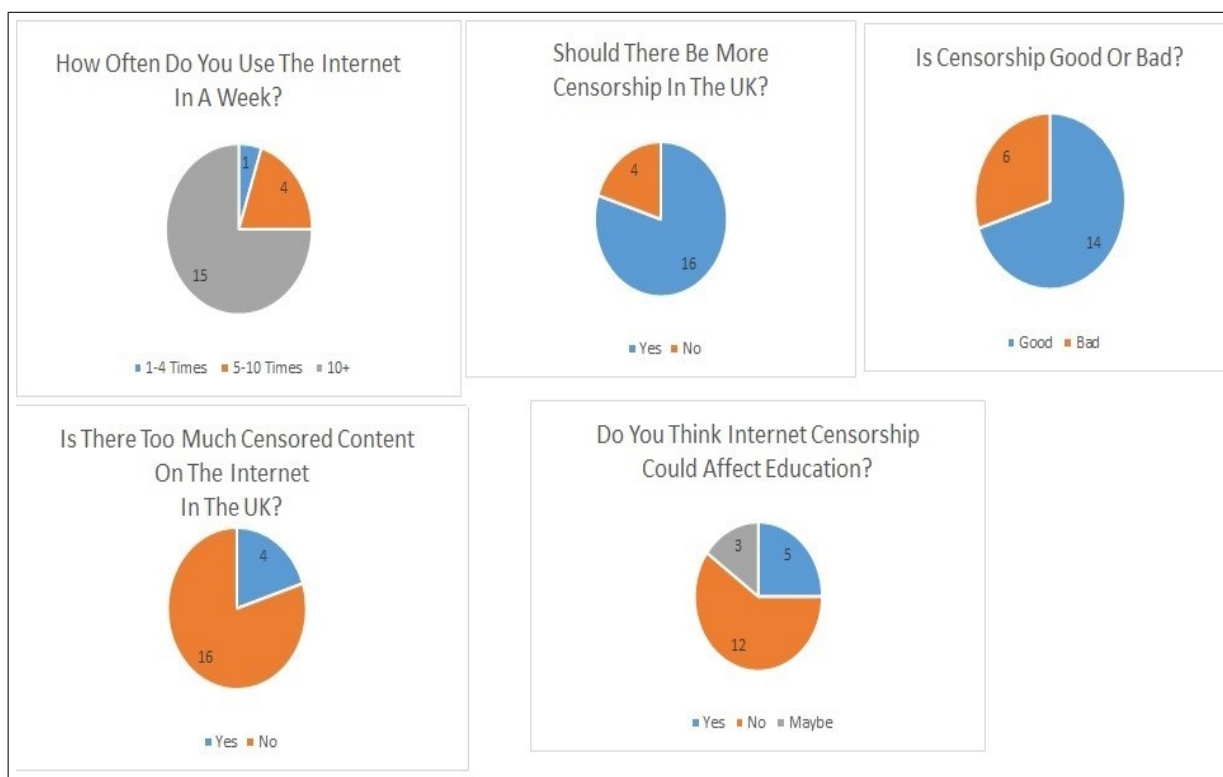 How Often Do You Use The Internet
In A Week?
1
4
15
1-4 Times 5-10 Times 10+
Should There Be More
Censorship In The UK?
4
16
Yes No
Is Censorship Good Or Bad?
6
14
Good Bad
Is There Too Much Censored Content
On The Internet
In The UK?
4
16
Yes No
Do You Think Internet Censorship
Could Affect Education?
3
5
12
Yes No Maybe